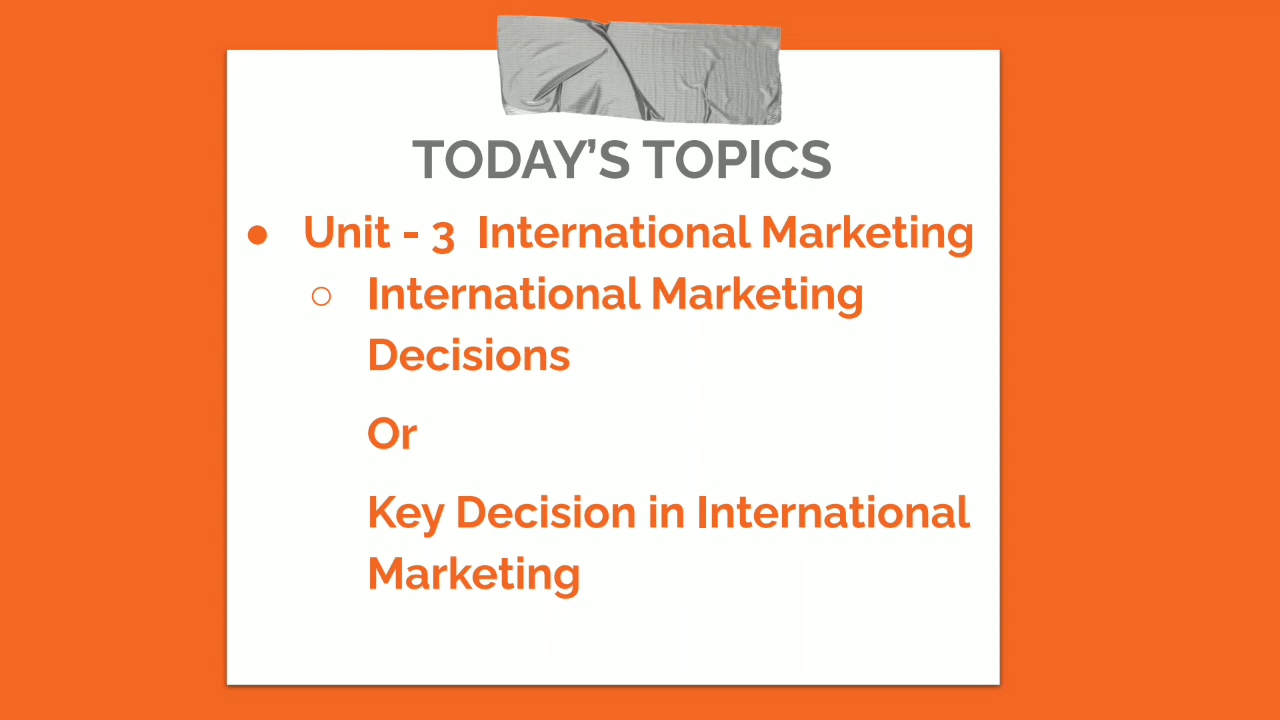 TODAY’S TOPICS
● Unit - 3 International Marketing
○ International Marketing
Decisions
Or
Key Decision in International
Marketing